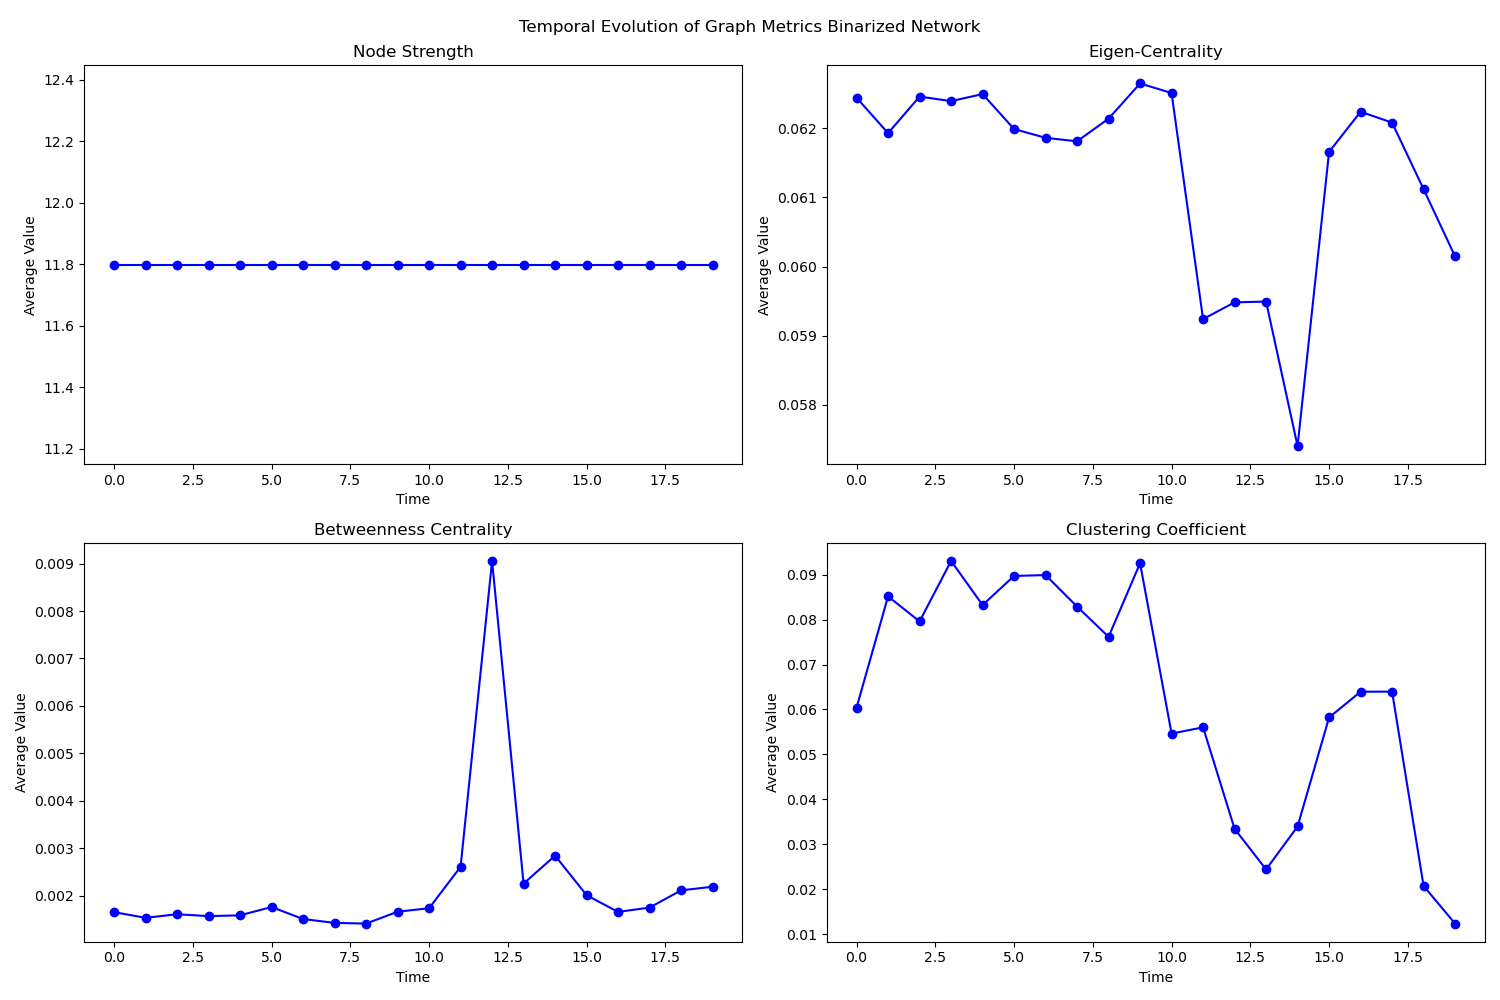 Temporal Evolution of Graph Metrics Binarized Network
Node Strength
12.4
12.2
12.0
11.8
11.6
11.4
11.2
Average Value
0.0 2.5 5.0 7.5 10.0 12.5 15.0 17.5
Time
Eigen-Centrality
0.062
0.061
0.060
0.059
0.058
Average Value
0.0 2.5 5.0 7.5 10.0 12.5 15.0 17.5
Time
Betweenness Centrality
0.009
0.008
0.007
0.006
0.005
0.004
0.003
0.002
Average Value
0.0 2.5 5.0 7.5 10.0 12.5 15.0 17.5
Time
Clustering Coefficient
0.09
0.08
0.07
0.06
0.05
0.04
0.03
0.02
0.01
Average Value
0.0 2.5 5.0 7.5 10.0 12.5 15.0 17.5
Time